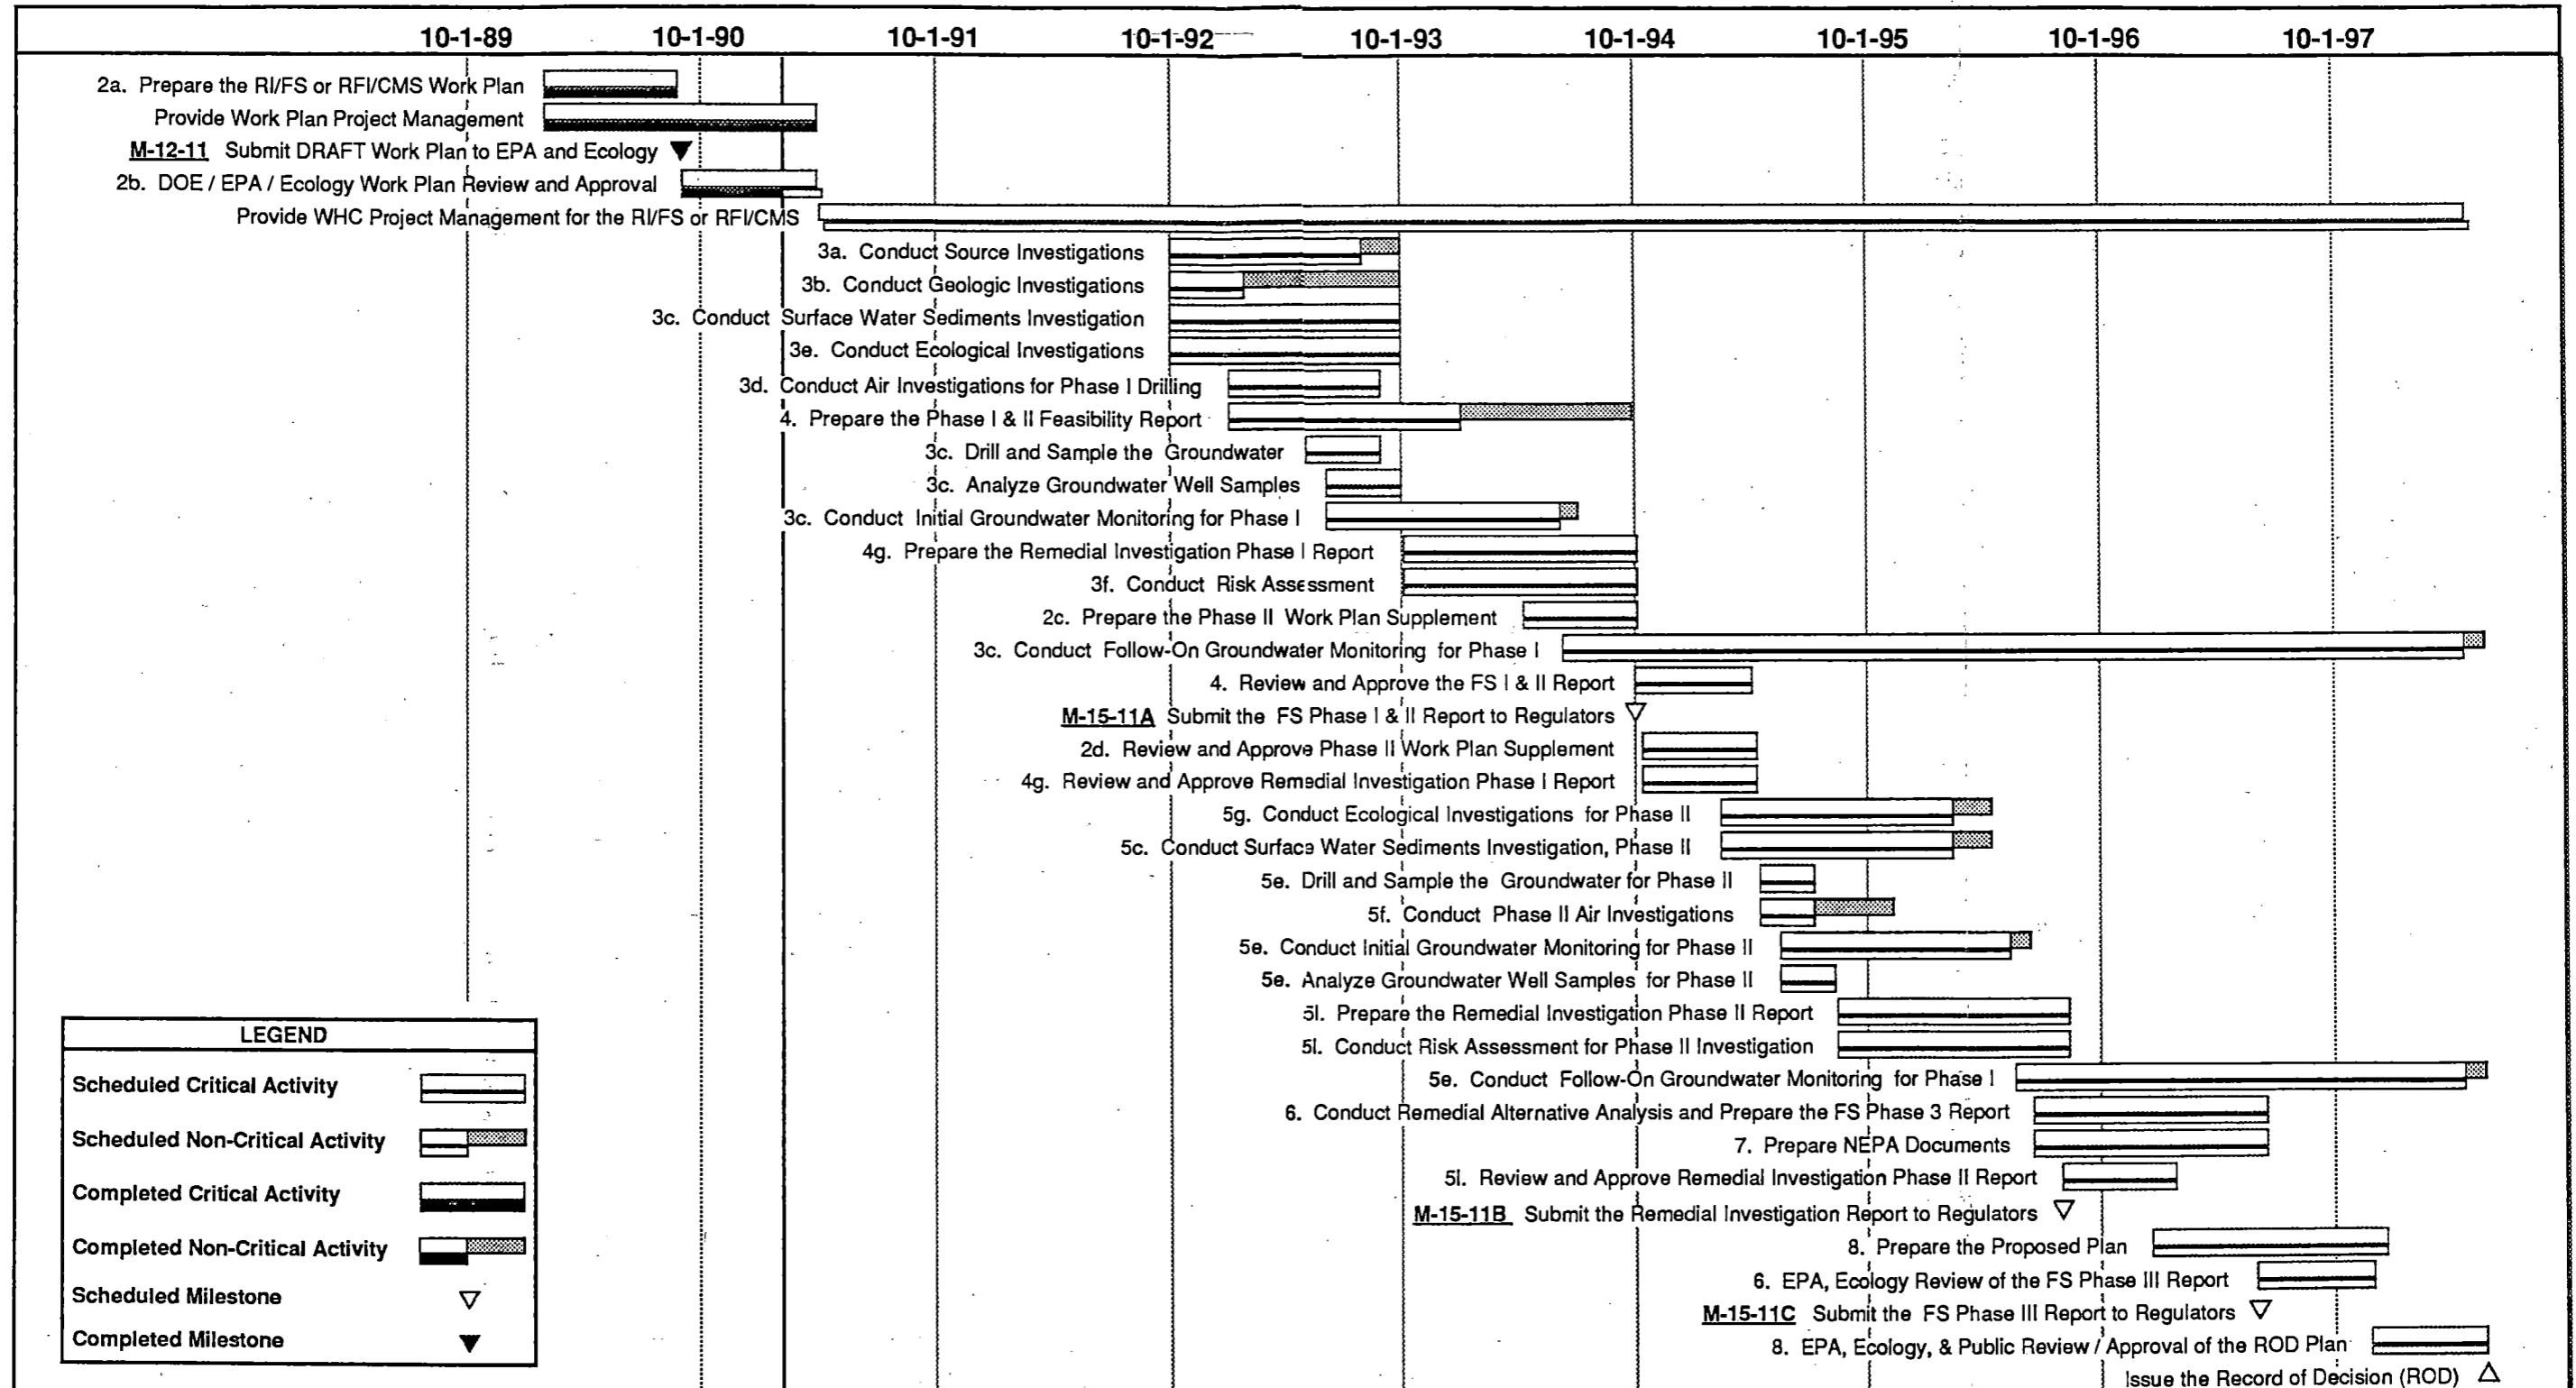 10-1-89 10-1-90 10-1-91 10-1-92 10-1-93 10-1-94 10-1-95 10-1-96 10-1-97
2a. Prepare the RI/FS or RFI/CMS Work Plan
Provide Work Plan Project Management
M-12-11 Submit DRAFT Work Plan to EPA and Ecology
2b. DOE / EPA / Ecology Work Plan Review and Approval
Provide WHC Project Management for the RI/FS or RFI/CMS
3a. Conduct Source Investigations
3b. Conduct Geologic Investigations
3c. Conduct Surface Water Sediments Investigation
3e. Conduct Ecological Investigations
3d. Conduct Air Investigations for Phase I Drilling
4. Prepare the Phase I & II Feasibility Report
3c. Drill and Sample the Groundwater
3c. Analyze Groundwater Well Samples
3c. Conduct Initial Groundwater Monitoring for Phase I
4g. Prepare the Remedial Investigation Phase I Report
3f. Conduct Risk Assessment
2c. Prepare the Phase II Work Plan Supplement
3c. Conduct Follow-On Groundwater Monitoring for Phase I
4. Review and Approve the FS I & II Report
M-15-11A Submit the FS Phase I & II Report to Regulators
2d. Review and Approve Phase II Work Plan Supplement
4g. Review and Approve Remedial Investigation Phase I Report
5g. Conduct Ecological Investigations for Phase II
5c. Conduct Surface Water Sediments Investigation, Phase II
5e. Drill and Sample the Groundwater for Phase II
5f. Conduct Phase II Air Investigations
5e. Conduct Initial Groundwater Monitoring for Phase II
5e. Analyze Groundwater Well Samples for Phase II
5l. Prepare the Remedial Investigation Phase II Report
5l. Conduct Risk Assessment for Phase II Investigation
5e. Conduct Follow-On Groundwater Monitoring for Phase I
6. Conduct Remedial Alternative Analysis and Prepare the FS Phase 3 Report
7. Prepare NEPA Documents
5l. Review and Approve Remedial Investigation Phase II Report
M-15-11B Submit the Remedial Investigation Report to Regulators
8. Prepare the Proposed Plan
6. EPA, Ecology Review of the FS Phase III Report
M-15-11C Submit the FS Phase III Report to Regulators
8. EPA, Ecology, & Public Review / Approval of the ROD Plan
Issue the Record of Decision (ROD)
LEGEND
Scheduled Critical Activity
Scheduled Non-Critical Activity
Completed Critical Activity
Completed Non-Critical Activity
Scheduled Milestone
Completed Milestone